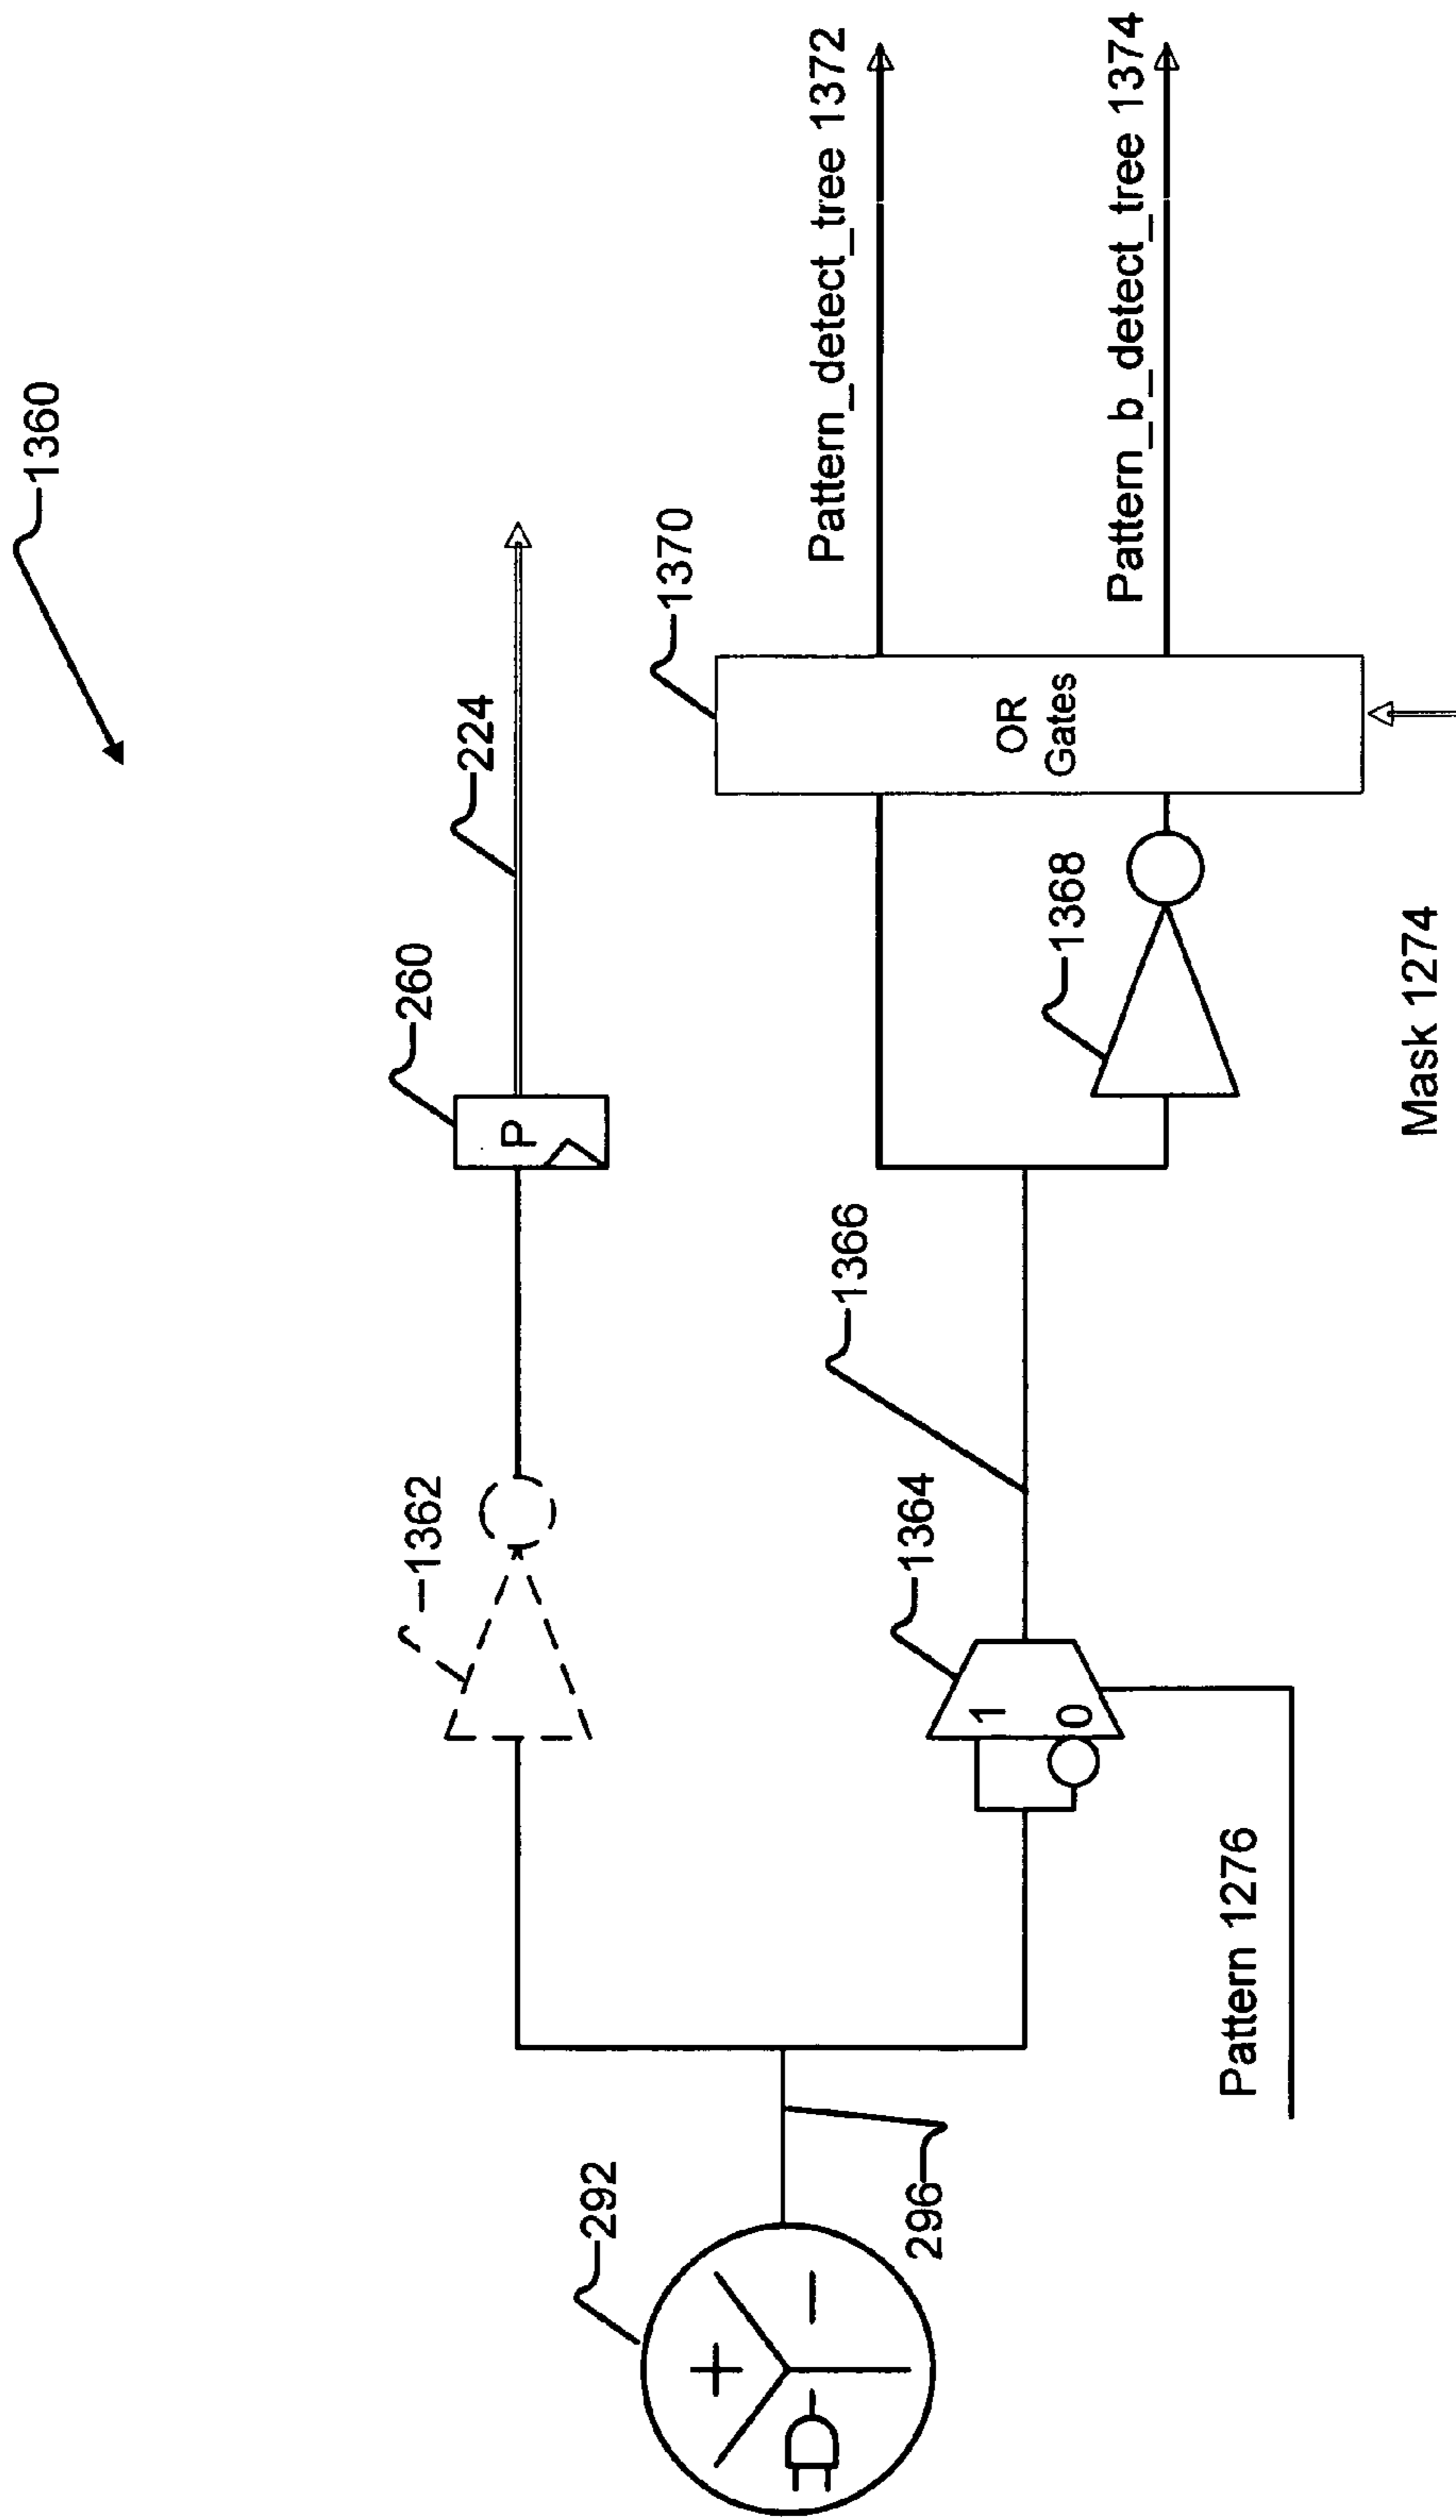 1360
224
260
1362
P
1370
Pattern_detect_tree 1372
Pattern_b_detect_tree 1374
OR
Gates
1368
1366
1364
1
0
292
296
Pattern 1276
Mask 1274